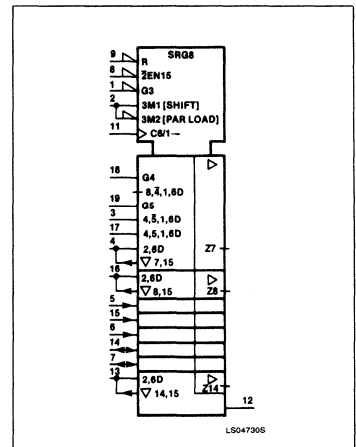 SRG8
9 R
8 2EN15
1 G3
2 3M1 [SHIFT]
3M2 [PAR LOAD]
11 C6/1→
18 G4
8,4̅,1,6D
19 G5
3 4,5̅,1,6D
17 4,5,1,6D
4 2,6D Z7
▽ 7,15
16 2,6D
▽ 8,15 Z8
5
15
6
14
7
13 2,6D
▽ 14,15 Z14
12
LS04730S